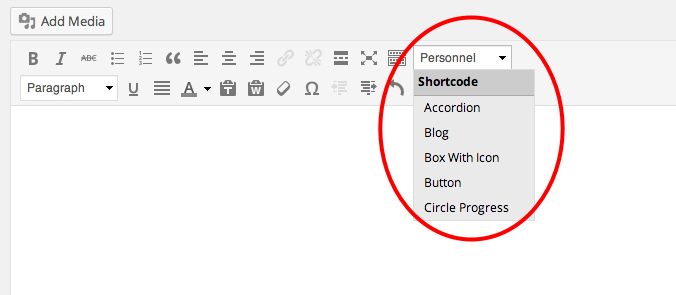 Add Media
B I ABC Personnel
Paragraph U A T W Ω
Shortcode
Accordion
Blog
Box With Icon
Button
Circle Progress